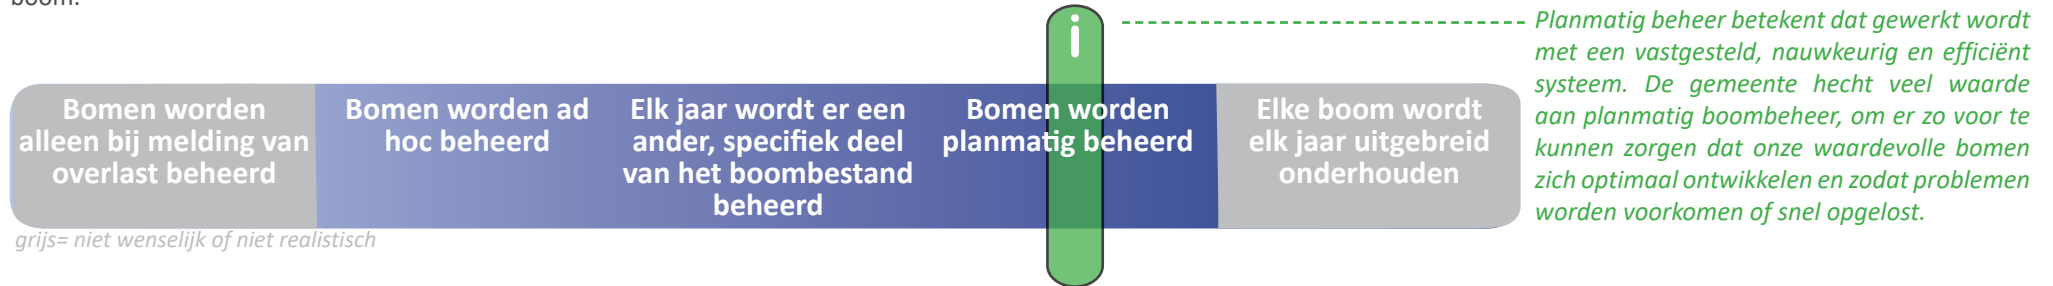 boom.
i
Bomen worden
alleen bij melding van
overlast beheerd
Bomen worden ad
hoc beheerd
Elk jaar wordt er een
ander, specifiek deel
van het boombestand
beheerd
Bomen worden
planmatig beheerd
Elke boom wordt
elk jaar uitgebreid
onderhouden
grijs= niet wenselijk of niet realistisch
Planmatig beheer betekent dat gewerkt wordt
met een vastgesteld, nauwkeurig en efficiënt
systeem. De gemeente hecht veel waarde
aan planmatig boombeheer, om er zo voor te
kunnen zorgen dat onze waardevolle bomen
zich optimaal ontwikkelen en zodat problemen
worden voorkomen of snel opgelost.